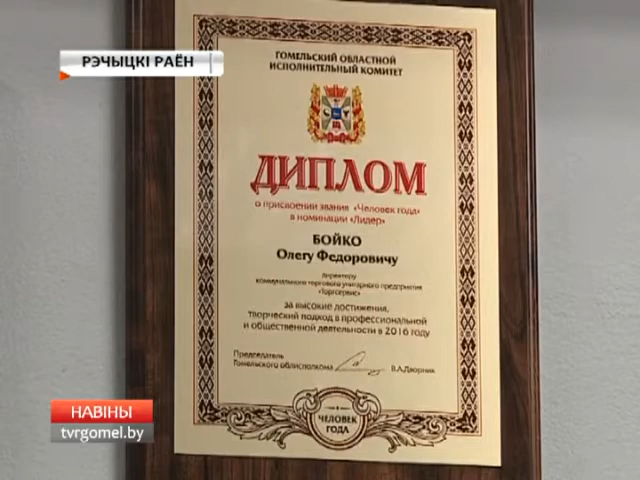 РЭЧЫЦКІ РАЁН
ГОМЕЛЬСКИЙ ОБЛАСТНОЙ
ИСПОЛНИТЕЛЬНЫЙ КОМИТЕТ
ДИПЛОМ
о присвоении звания «Человек года»
в номинации «Лидер»
БОЙКО
Олегу Федоровичу
директору
коммунального торгового унитарного предприятия
«Торгсервис»
за высокие достижения,
творческий подход в профессиональной
и общественной деятельности в 2016 году
Председатель
Гомельского облисполкома В.А.Дворник
ЧЕЛОВЕК
ГОДА
НАВІНЫ
tvrgomel.by